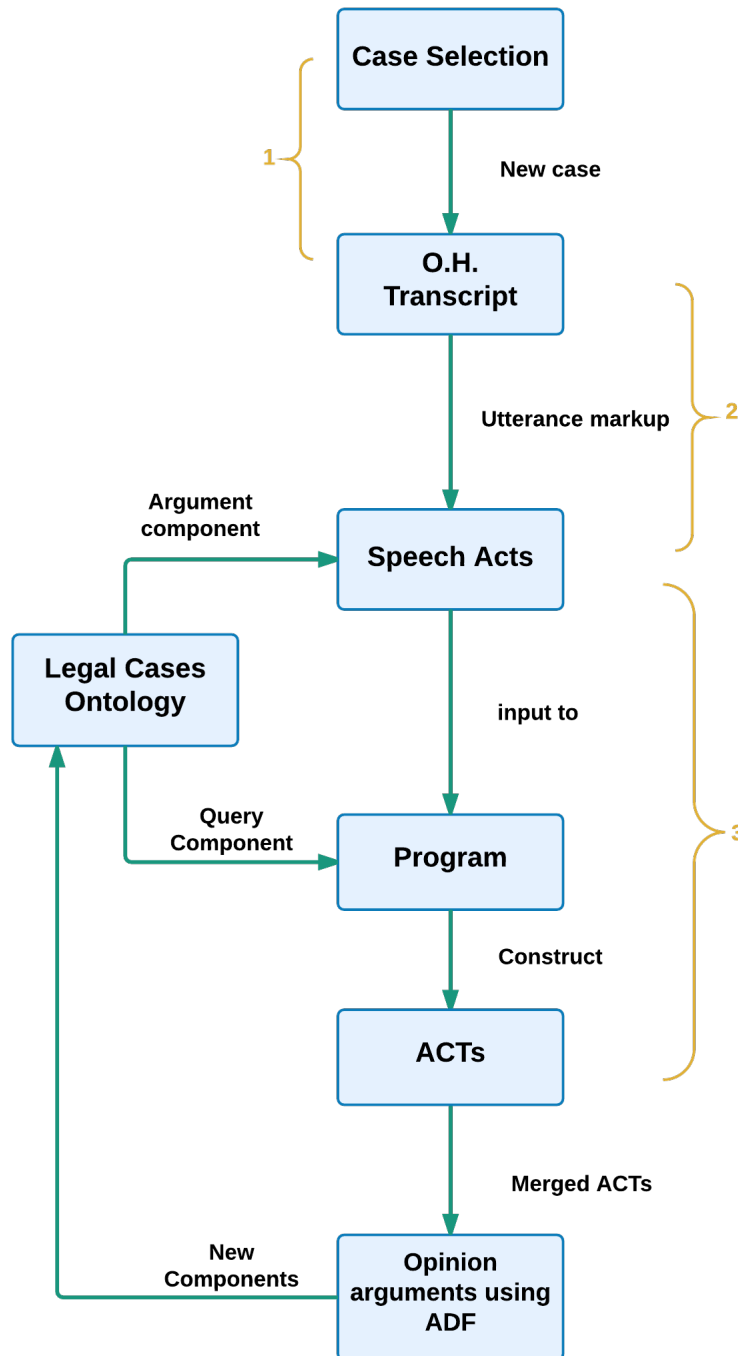 Case Selection
1
New case
O.H.
Transcript
Utterance markup
2
Argument
component
Speech Acts
Legal Cases
Ontology
input to
Query
Component
Program
3
Construct
ACTs
Merged ACTs
New
Components
Opinion
arguments using
ADF